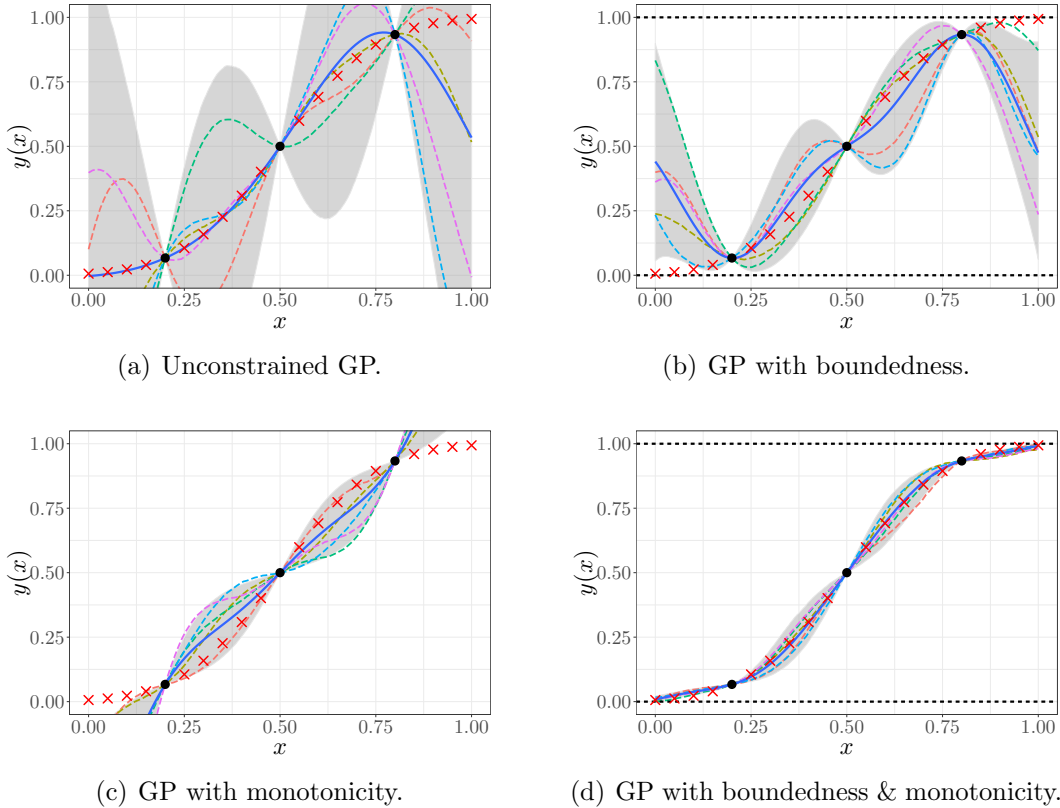 1.00
0.75
0.50
0.25
0.00
y(x)
0.00 0.25 0.50 0.75 1.00
x
(a) Unconstrained GP.
1.00
0.75
0.50
0.25
0.00
y(x)
0.00 0.25 0.50 0.75 1.00
x
(b) GP with boundedness.
1.00
0.75
0.50
0.25
0.00
y(x)
0.00 0.25 0.50 0.75 1.00
x
(c) GP with monotonicity.
1.00
0.75
0.50
0.25
0.00
y(x)
0.00 0.25 0.50 0.75 1.00
x
(d) GP with boundedness & monotonicity.